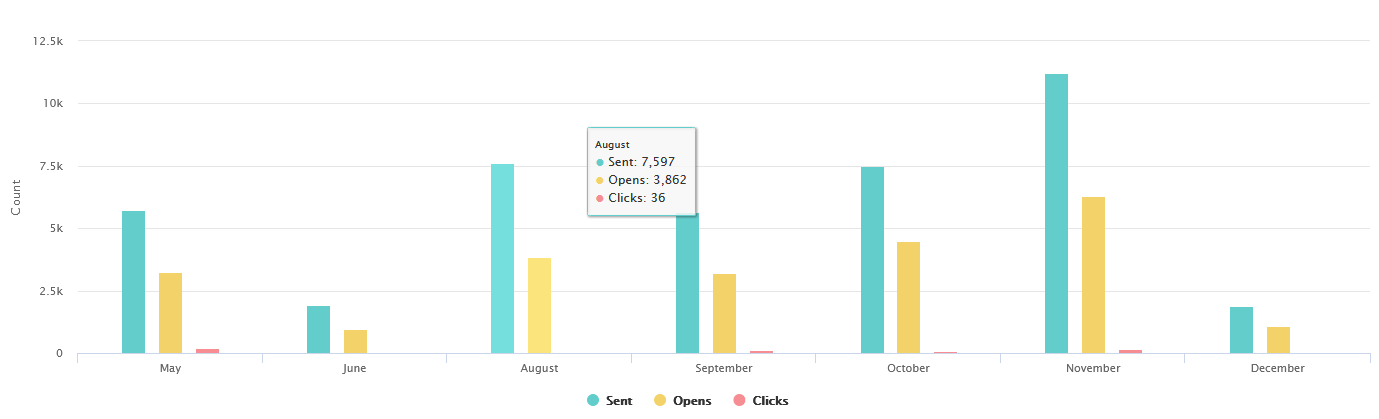 12.5k
10k
7.5k
5k
2.5k
0
Count
August
Sent: 7,597
Opens: 3,862
Clicks: 36
May June August September October November December
Sent Opens Clicks